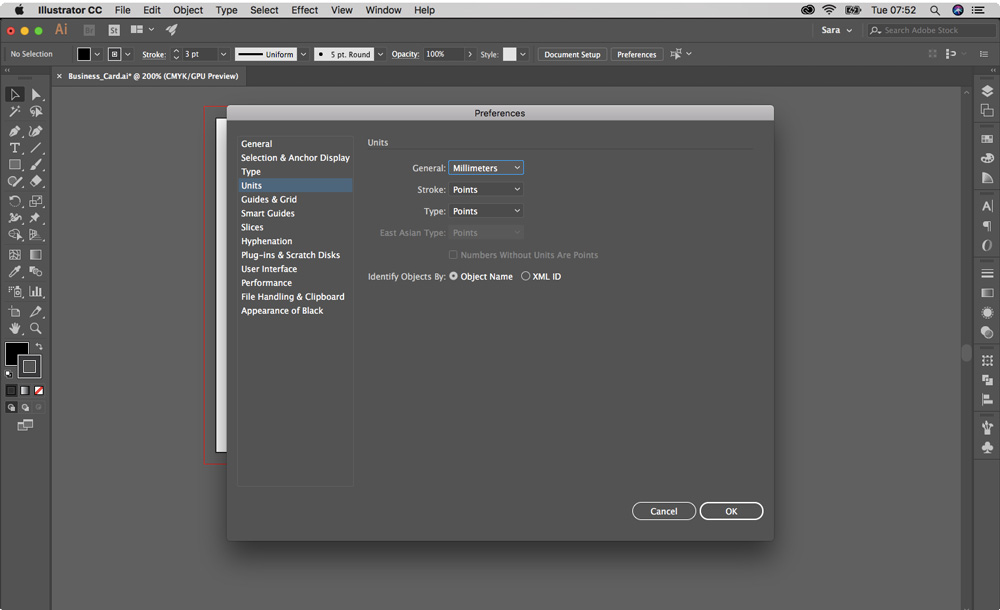 Illustrator CC File Edit Object Type Select Effect View Window Help Tue 07:52
Ai Br St Sara Search Adobe Stock
No Selection Stroke: 3 pt Uniform 5 pt. Round Opacity: 100% Style: Document Setup Preferences
× Business_Card.ai* @ 200% (CMYK/GPU Preview)
Preferences
General
Selection & Anchor Display
Type
Units
Guides & Grid
Smart Guides
Slices
Hyphenation
Plug-ins & Scratch Disks
User Interface
Performance
File Handling & Clipboard
Appearance of Black
Units
General: Millimeters
Stroke: Points
Type: Points
East Asian Type: Points
Numbers Without Units Are Points
Identify Objects By: Object Name XML ID
Cancel OK